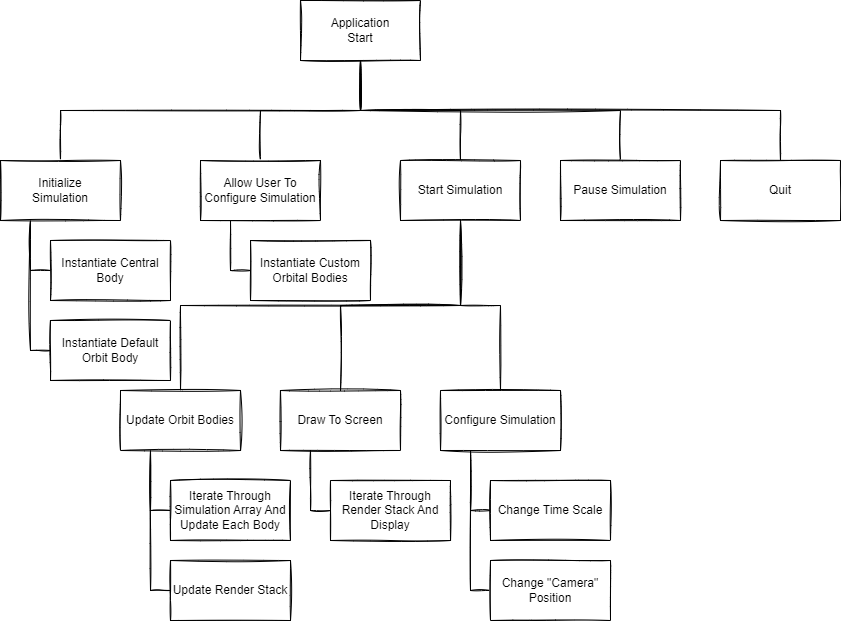 Application
Start
Initialize
Simulation
Allow User To
Configure Simulation
Start Simulation
Pause Simulation
Quit
Instantiate Central
Body
Instantiate Custom
Orbital Bodies
Instantiate Default
Orbit Body
Update Orbit Bodies
Draw To Screen
Configure Simulation
Iterate Through
Simulation Array And
Update Each Body
Iterate Through
Render Stack And
Display
Change Time Scale
Update Render Stack
Change "Camera"
Position